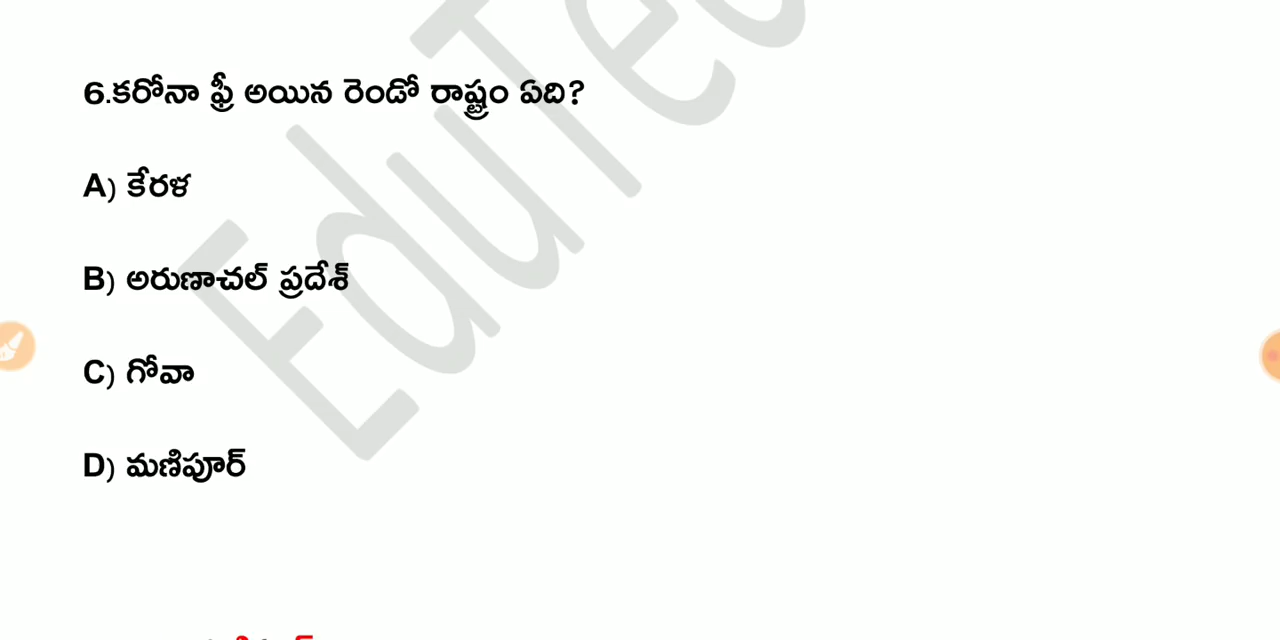 6.కరోనా ఫ్రీ అయిన రెండో రాష్ట్రం ఏది?
A) కేరళ
B) అరుణాచల్ ప్రదేశ్
C) గోవా
D) మణిపూర్